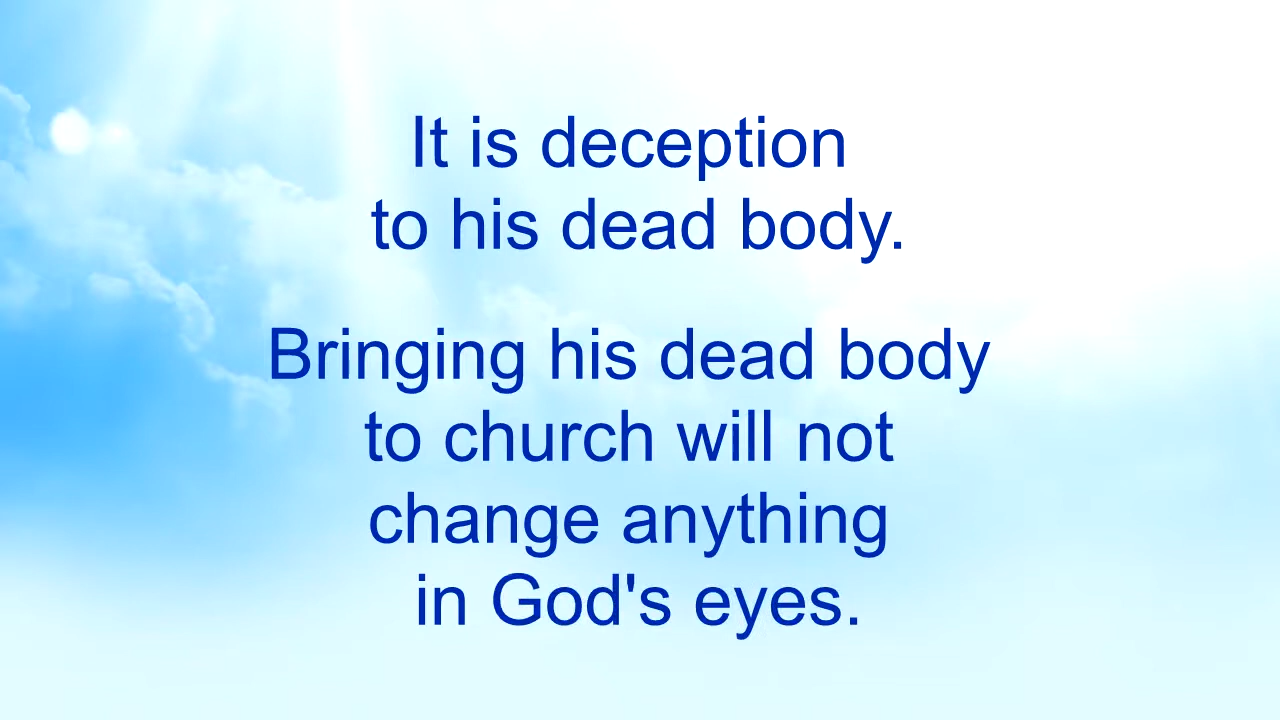 It is deception
to his dead body.
Bringing his dead body
to church will not
change anything
in God's eyes.